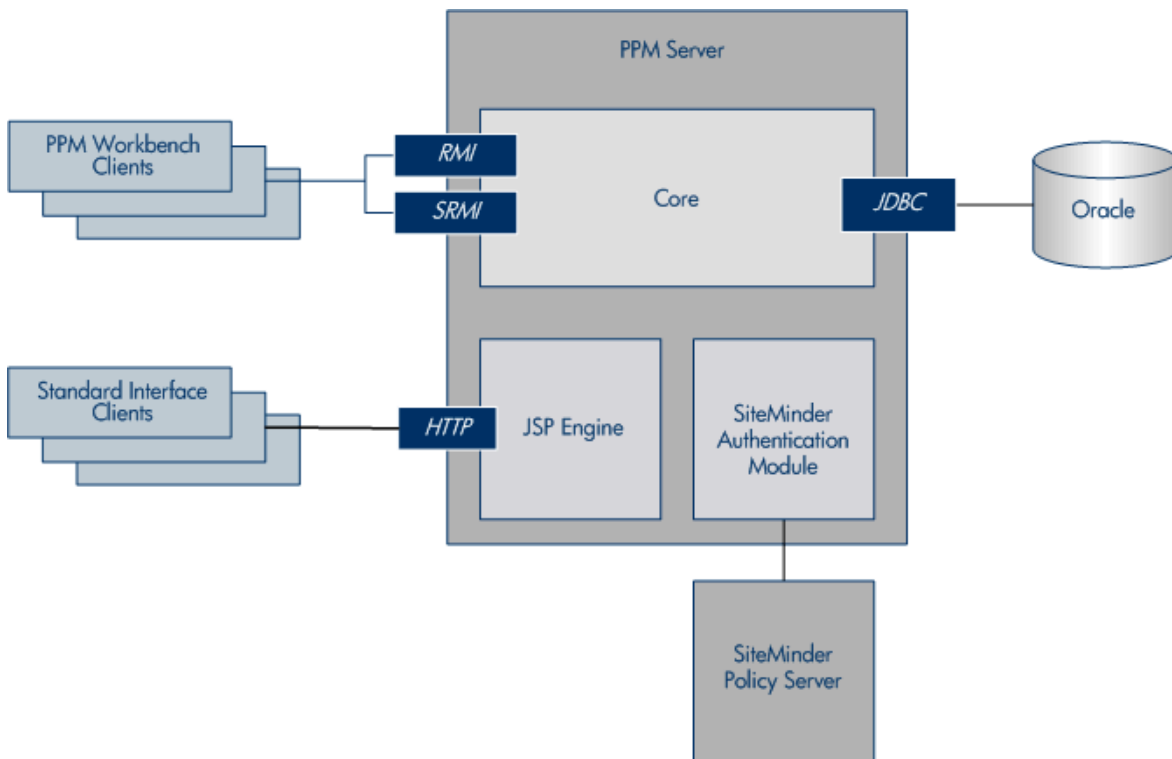 PPM Server
PPM Workbench
Clients
RMI
SRMI
Core
JDBC
Oracle
Standard Interface
Clients
HTTP
JSP Engine
SiteMinder
Authentication
Module
SiteMinder
Policy Server